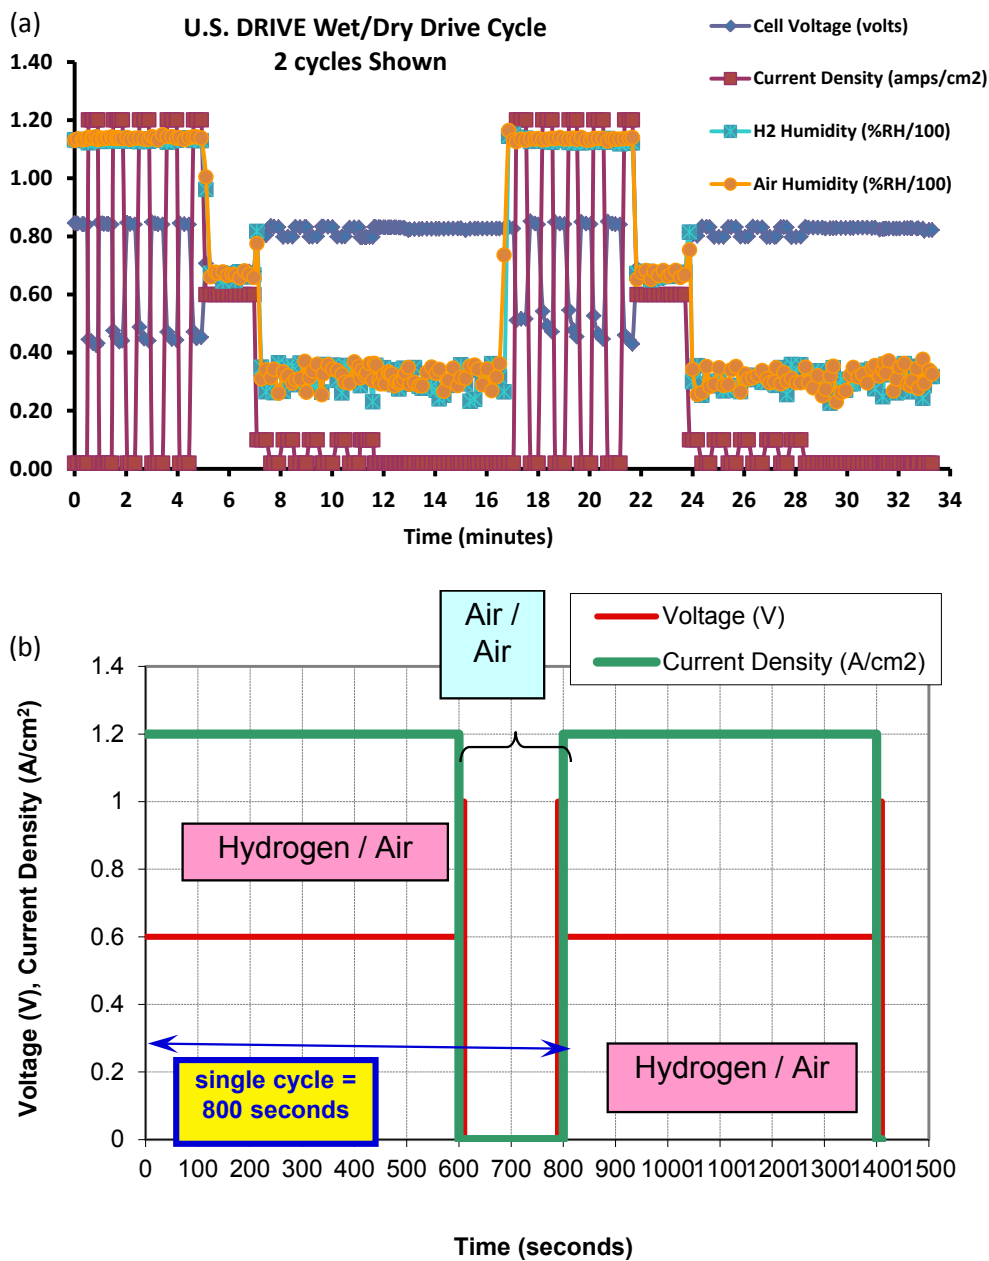 (a)
U.S. DRIVE Wet/Dry Drive Cycle
2 cycles Shown
Cell Voltage (volts)
Current Density (amps/cm2)
H2 Humidity (%RH/100)
Air Humidity (%RH/100)
1.40
1.20
1.00
0.80
0.60
0.40
0.20
0.00
0 2 4 6 8 10 12 14 16 18 20 22 24 26 28 30 32 34
Time (minutes)
(b)
Air /
Air
Voltage (V)
Current Density (A/cm2)
Voltage (V), Current Density (A/cm²)
1.4
1.2
1
0.8
0.6
0.4
0.2
0
Hydrogen / Air
Hydrogen / Air
single cycle =
800 seconds
0 100 200 300 400 500 600 700 800 900 1000 1100 1200 1300 1400 1500
Time (seconds)